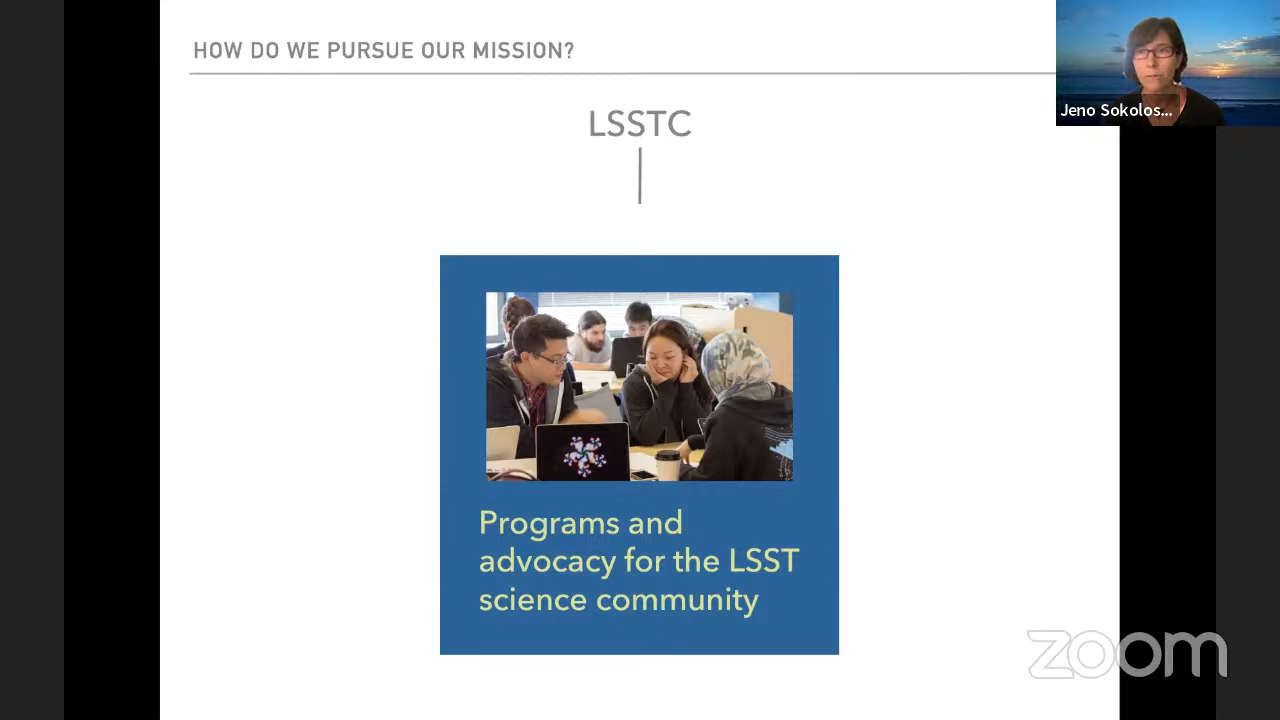 HOW DO WE PURSUE OUR MISSION?
Jeno Sokolos...
LSSTC
Programs and
advocacy for the LSST
science community
zoom